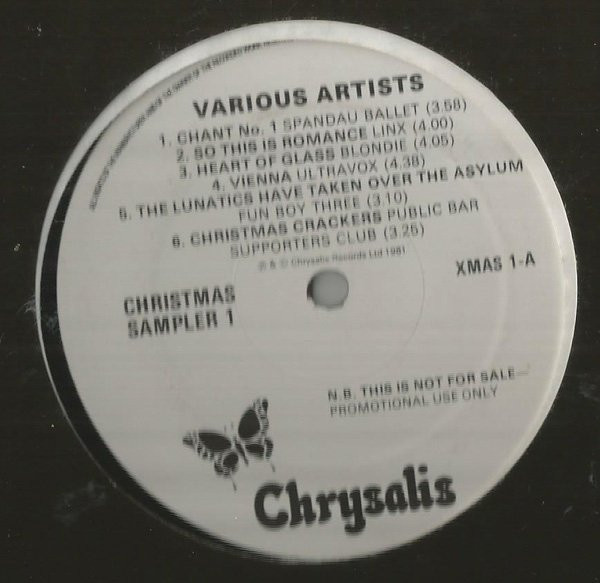 VARIOUS ARTISTS
1. CHANT No. 1 SPANDAU BALLET (3.58)
2. SO THIS IS ROMANCE LINX (4.00)
3. HEART OF GLASS BLONDIE (4.05)
4. VIENNA ULTRAVOX (4.38)
5. THE LUNATICS HAVE TAKEN OVER THE ASYLUM
FUN BOY THREE (3.10)
6. CHRISTMAS CRACKERS PUBLIC BAR
SUPPORTERS CLUB (3.25)
℗ & © Chrysalis Records Ltd 1981
XMAS 1-A
CHRISTMAS
SAMPLER 1
N.B. THIS IS NOT FOR SALE—
PROMOTIONAL USE ONLY
Chrysalis